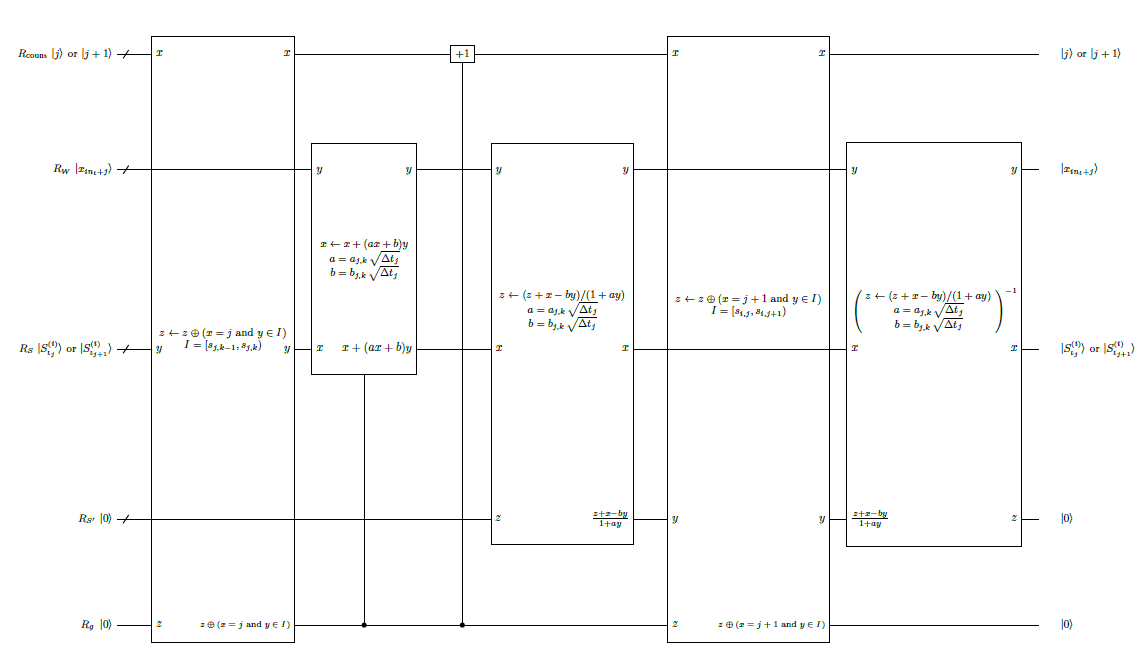 R_couns |j⟩ or |j + 1⟩
x
x
+1
x
x
|j⟩ or |j + 1⟩
R_W |x_{in_t+j}⟩
y
y
y
y
y
y
|x_{in_t+j}⟩
x ← x + (ax + b)y
a = a_{j,k} √Δt_j
b = b_{j,k} √Δt_j
z ← (z + x − by)/(1 + ay)
a = a_{j,k} √Δt_j
b = b_{j,k} √Δt_j
z ← z ⊕ (x = j + 1 and y ∈ I)
I = [s_{i,j}, s_{i,j+1})
( z ← (z + x − by)/(1 + ay) )^{−1}
a = a_{j,k} √Δt_j
b = b_{j,k} √Δt_j
z ← z ⊕ (x = j and y ∈ I)
I = [s_{j,k−1}, s_{j,k})
R_S |S^{(i)}_{t_j}⟩ or |S^{(i)}_{t_{j+1}}⟩
y
y
x
x + (ax + b)y
x
x
x
x
|S^{(i)}_{t_j}⟩ or |S^{(i)}_{t_{j+1}}⟩
R_{S'} |0⟩
z
z+x−by
1+ay
y
y
z+x−by
1+ay
z
|0⟩
R_g |0⟩
z
z ⊕ (x = j and y ∈ I)
z
z ⊕ (x = j + 1 and y ∈ I)
|0⟩